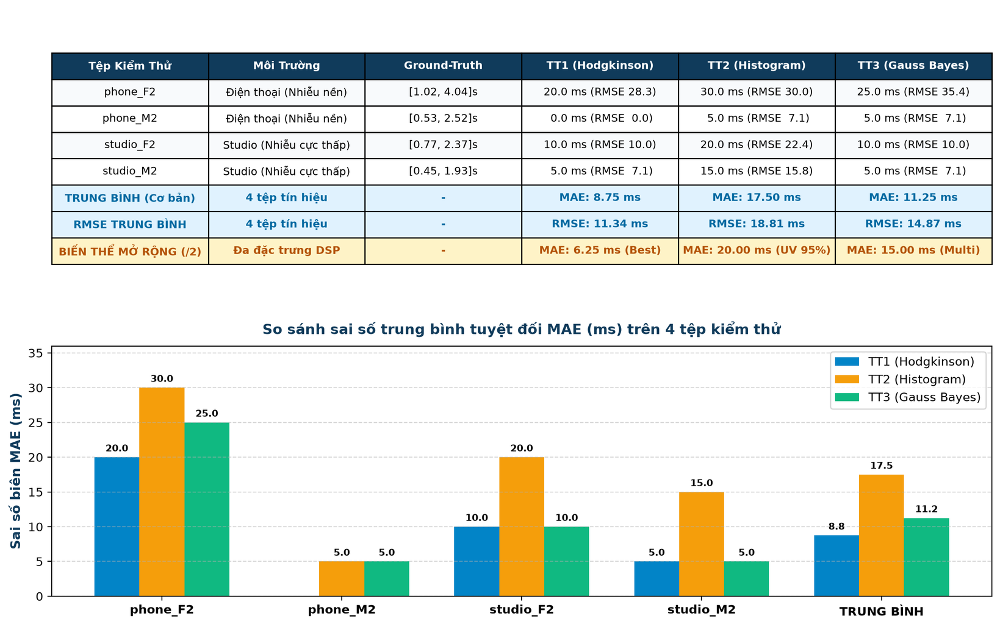 Tệp Kiểm Thử Môi Trường Ground-Truth TT1 (Hodgkinson) TT2 (Histogram) TT3 (Gauss Bayes)
phone_F2 Điện thoại (Nhiễu nền) [1.02, 4.04]s 20.0 ms (RMSE 28.3) 30.0 ms (RMSE 30.0) 25.0 ms (RMSE 35.4)
phone_M2 Điện thoại (Nhiễu nền) [0.53, 2.52]s 0.0 ms (RMSE  0.0) 5.0 ms (RMSE  7.1) 5.0 ms (RMSE  7.1)
studio_F2 Studio (Nhiễu cực thấp) [0.77, 2.37]s 10.0 ms (RMSE 10.0) 20.0 ms (RMSE 22.4) 10.0 ms (RMSE 10.0)
studio_M2 Studio (Nhiễu cực thấp) [0.45, 1.93]s 5.0 ms (RMSE  7.1) 15.0 ms (RMSE 15.8) 5.0 ms (RMSE  7.1)
TRUNG BÌNH (Cơ bản) 4 tệp tín hiệu - MAE: 8.75 ms MAE: 17.50 ms MAE: 11.25 ms
RMSE TRUNG BÌNH 4 tệp tín hiệu - RMSE: 11.34 ms RMSE: 18.81 ms RMSE: 14.87 ms
BIẾN THỂ MỞ RỘNG (/2) Đa đặc trưng DSP - MAE: 6.25 ms (Best) MAE: 20.00 ms (UV 95%) MAE: 15.00 ms (Multi)
So sánh sai số trung bình tuyệt đối MAE (ms) trên 4 tệp kiểm thử
Sai số biên MAE (ms)
35
30
25
20
15
10
5
0
TT1 (Hodgkinson)
TT2 (Histogram)
TT3 (Gauss Bayes)
20.0 30.0 25.0
5.0 5.0
10.0 20.0 10.0
5.0 15.0 5.0
8.8 17.5 11.2
phone_F2 phone_M2 studio_F2 studio_M2 TRUNG BÌNH